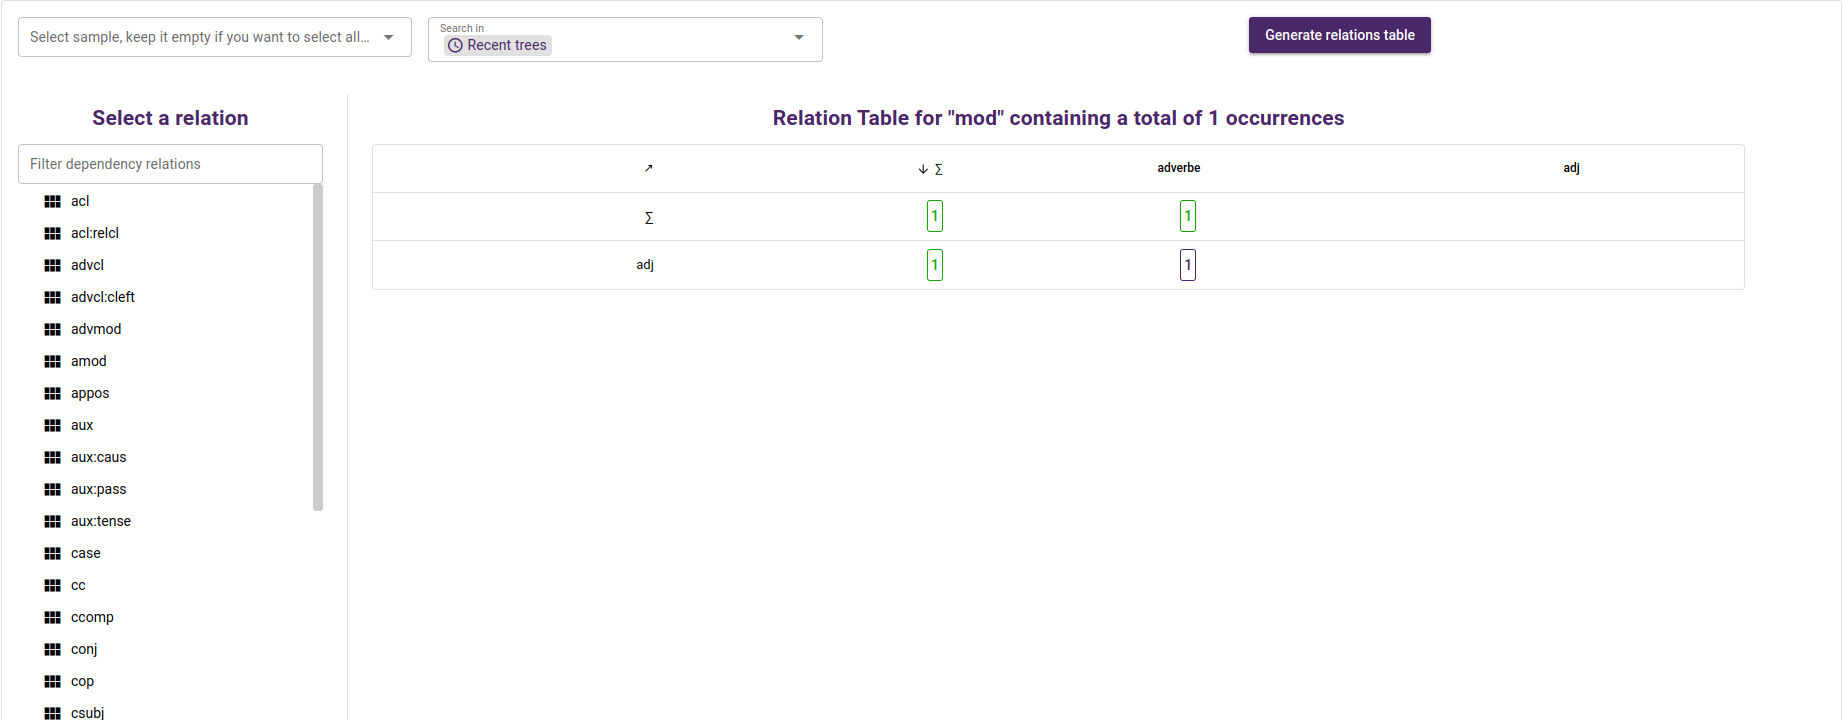 Select sample, keep it empty if you want to select all...
Search in
Recent trees
Generate relations table
Select a relation
Filter dependency relations
acl
acl:relcl
advcl
advcl:cleft
advmod
amod
appos
aux
aux:caus
aux:pass
aux:tense
case
cc
ccomp
conj
cop
csubj
Relation Table for "mod" containing a total of 1 occurrences
↗ ↓ Σ adverbe adj
Σ 1 1
adj 1 1